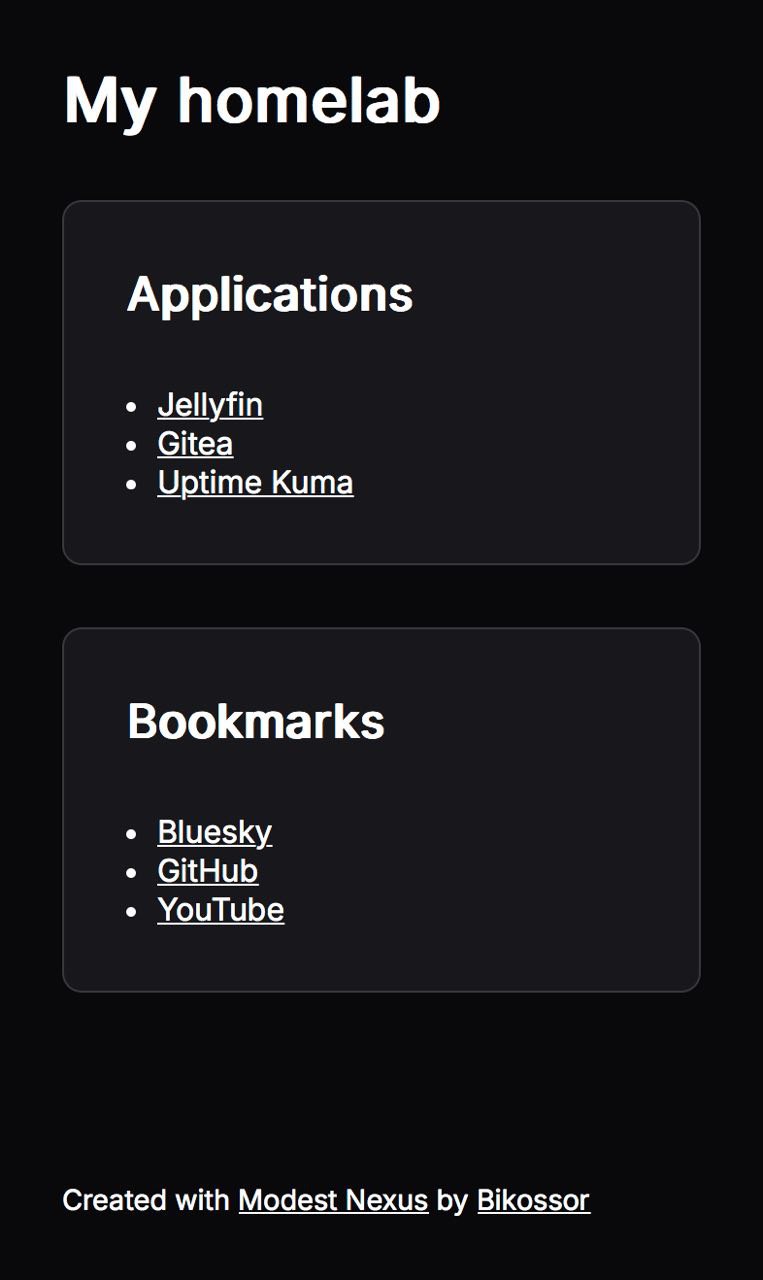 My homelab
Applications
Jellyfin
Gitea
Uptime Kuma
Bookmarks
Bluesky
GitHub
YouTube
Created with Modest Nexus by Bikossor